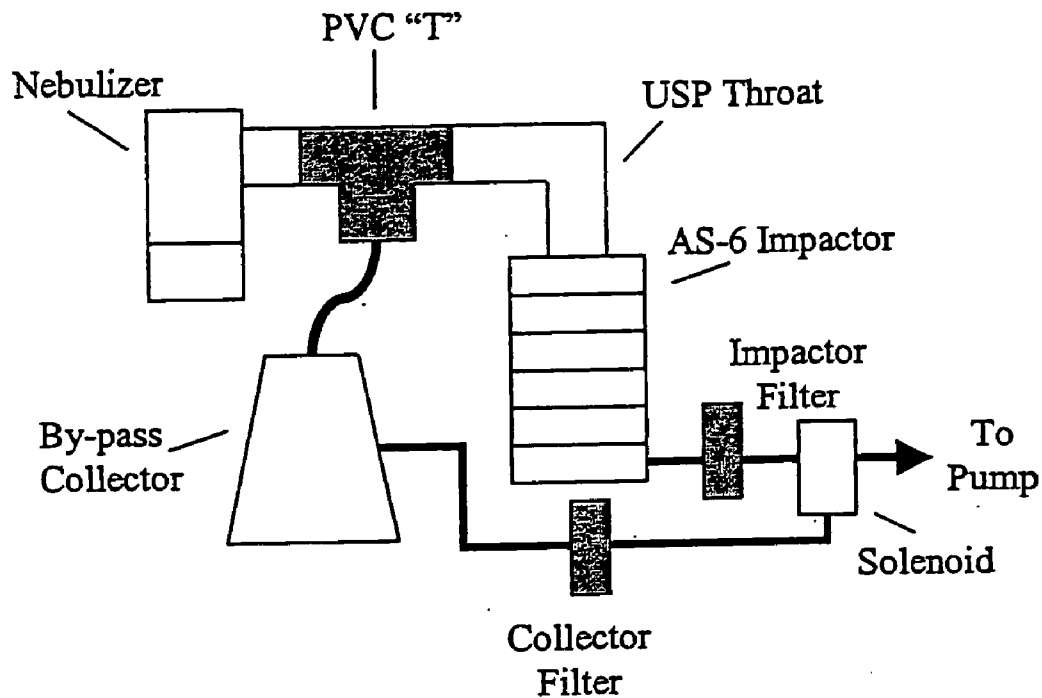 PVC “T”
Nebulizer
USP Throat
AS-6 Impactor
Impactor
Filter
By-pass
Collector
To
Pump
Solenoid
Collector
Filter